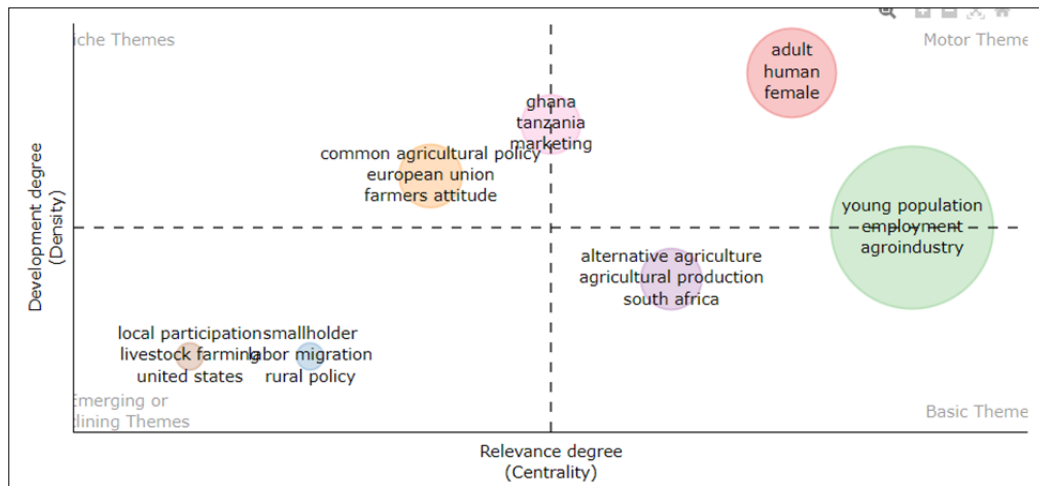 iche Themes
Motor Theme
adult
human
female
ghana
tanzania
marketing
common agricultural policy
european union
farmers attitude
young population
employment
agroindustry
alternative agriculture
agricultural production
south africa
local participation
livestock farming
united states
smallholder
labor migration
rural policy
Emerging or
lining Themes
Basic Theme
Development degree
(Density)
Relevance degree
(Centrality)